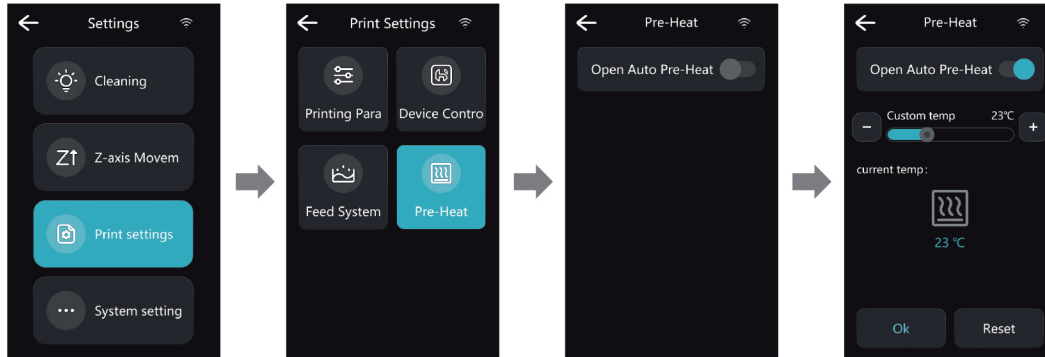 Settings
Cleaning
Z↑ Z-axis Movem
Print settings
System setting
Print Settings
Printing Para
Device Contro
Feed System
Pre-Heat
Pre-Heat
Open Auto Pre-Heat
Pre-Heat
Open Auto Pre-Heat
Custom temp 23℃
− +
current temp:
23 ℃
Ok
Reset